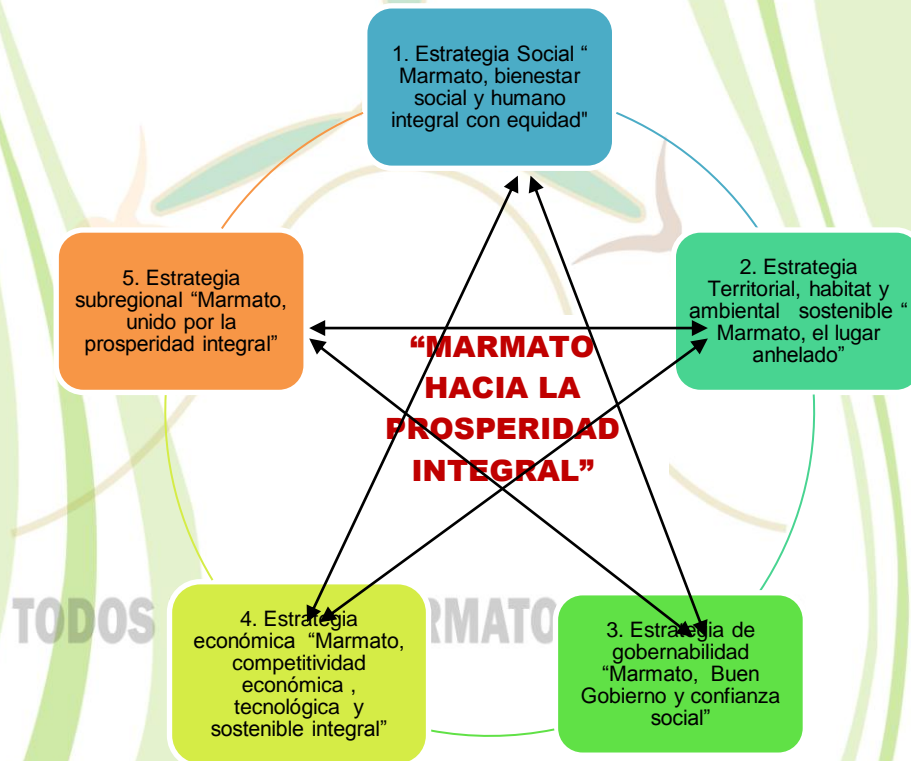 1. Estrategia Social “
Marmato, bienestar
social y humano
integral con equidad"
2. Estrategia
Territorial, habitat y
ambiental sostenible “
Marmato, el lugar
anhelado”
5. Estrategia
subregional “Marmato,
unido por la
prosperidad integral”
“MARMATO
HACIA LA
PROSPERIDAD
INTEGRAL”
TODOS
4. Estrategia
económica “Marmato,
competitividad
económica ,
tecnológica y
sostenible integral”
3. Estrategia de
gobernabilidad
“Marmato, Buen
Gobierno y confianza
social”